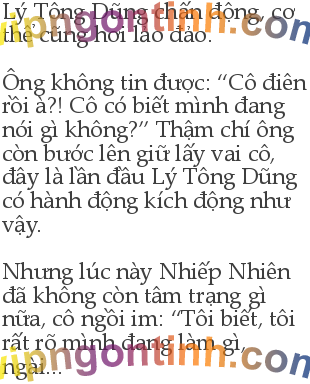 Lý Tông Dũng chấn động, cơ
thể cũng hơi lảo đảo.
Ông không tin được: “Cô điên
rồi à?! Cô có biết mình đang
nói gì không?” Thậm chí ông
còn bước lên giữ lấy vai cô,
đây là lần đầu Lý Tông Dũng
có hành động kích động như
vậy.
Nhưng lúc này Nhiếp Nhiên
đã không còn tâm trạng gì
nữa, cô ngồi im: “Tôi biết, tôi
rất rõ mình đang làm gì,
ngài...